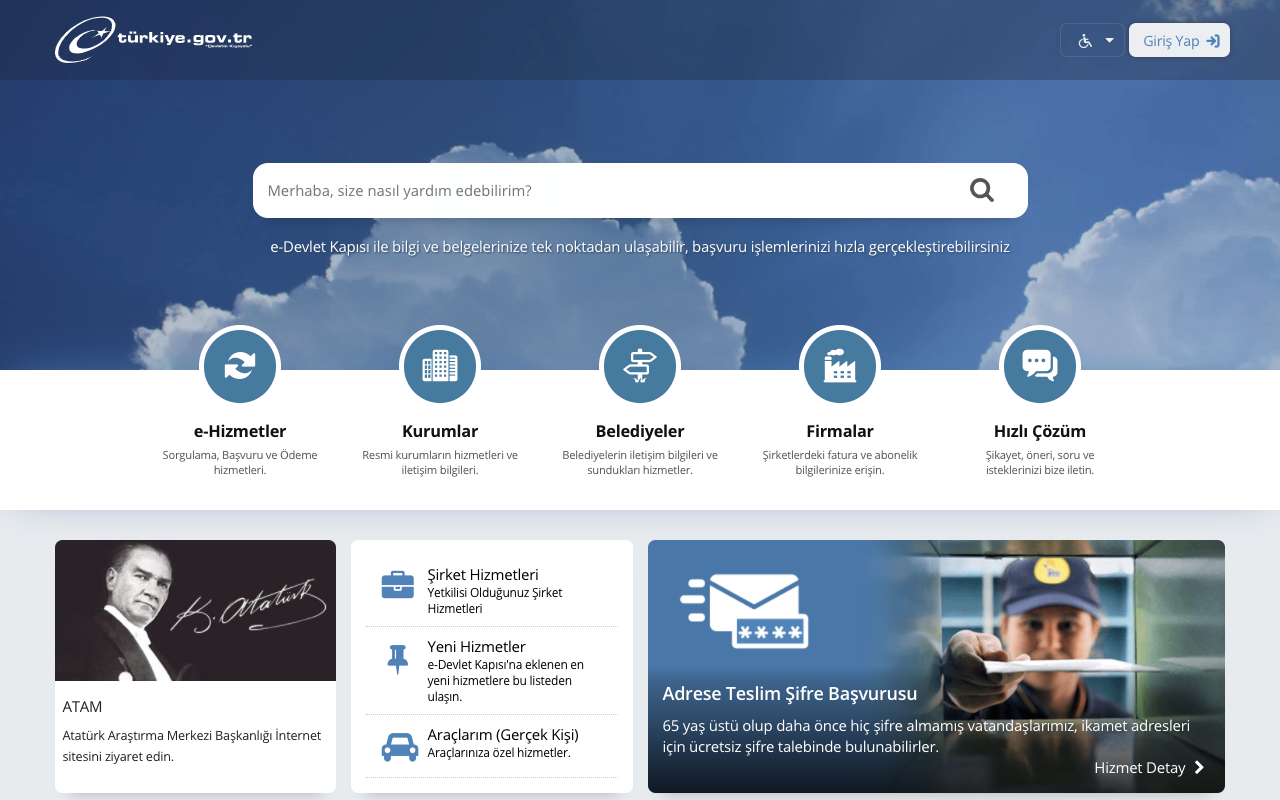 türkiye.gov.tr
Giriş Yap
Merhaba, size nasıl yardım edebilirim?
e-Devlet Kapısı ile bilgi ve belgelerinize tek noktadan ulaşabilir, başvuru işlemlerinizi hızla gerçekleştirebilirsiniz
e-Hizmetler
Sorgulama, Başvuru ve Ödeme
hizmetleri.
Kurumlar
Resmi kurumların hizmetleri ve
iletişim bilgileri.
Belediyeler
Belediyelerin iletişim bilgileri ve
sundukları hizmetler.
Firmalar
Şirketlerdeki fatura ve abonelik
bilgilerinize erişin.
Hızlı Çözüm
Şikayet, öneri, soru ve
isteklerinizi bize iletin.
K. Atatürk
ATAM
Atatürk Araştırma Merkezi Başkanlığı İnternet
sitesini ziyaret edin.
Şirket Hizmetleri
Yetkilisi Olduğunuz Şirket
Hizmetleri
Yeni Hizmetler
e-Devlet Kapısı'na eklenen en
yeni hizmetlere bu listeden
ulaşın.
Araçlarım (Gerçek Kişi)
Araçlarınıza özel hizmetler.
****
Adrese Teslim Şifre Başvurusu
65 yaş üstü olup daha önce hiç şifre almamış vatandaşlarımız, ikamet adresleri
için ücretsiz şifre talebinde bulunabilirler.
Hizmet Detay